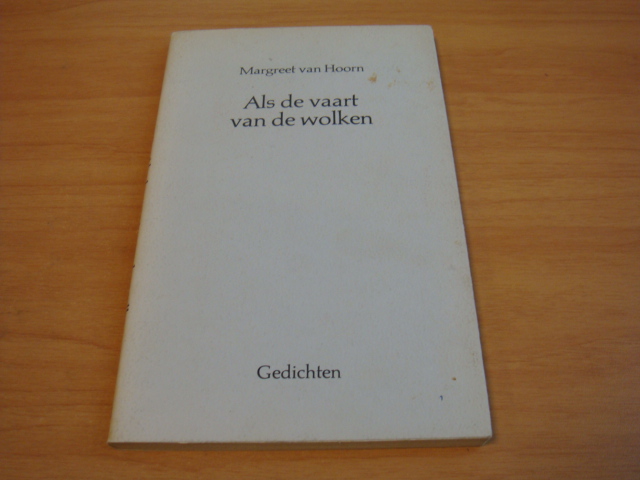 Margreet van Hoorn
Als de vaart
van de wolken
Gedichten